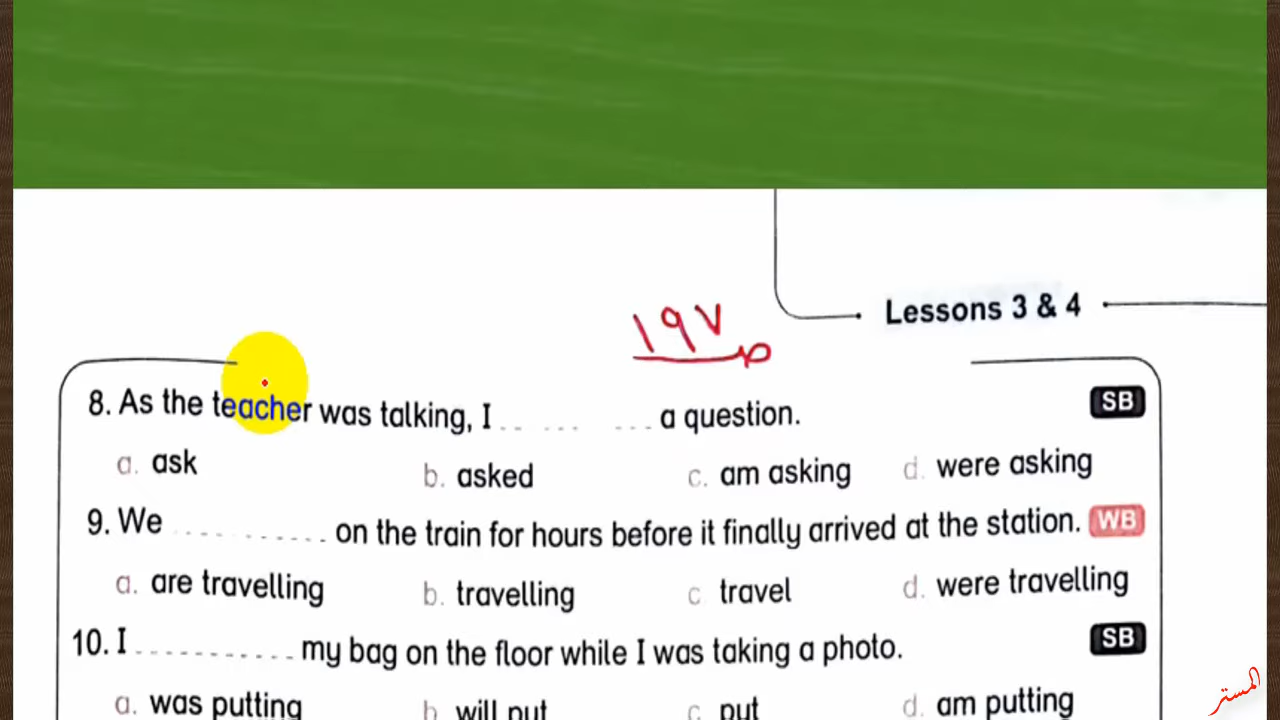 Lessons 3 & 4
ص ١٩٧
8. As the teacher was talking, I .. ... ... a question. SB
a. ask b. asked c. am asking d. were asking
9. We ............ on the train for hours before it finally arrived at the station. WB
a. are travelling b. travelling c travel d. were travelling
10. I ........... my bag on the floor while I was taking a photo. SB
a. was putting b will put c put d. am putting
المستر